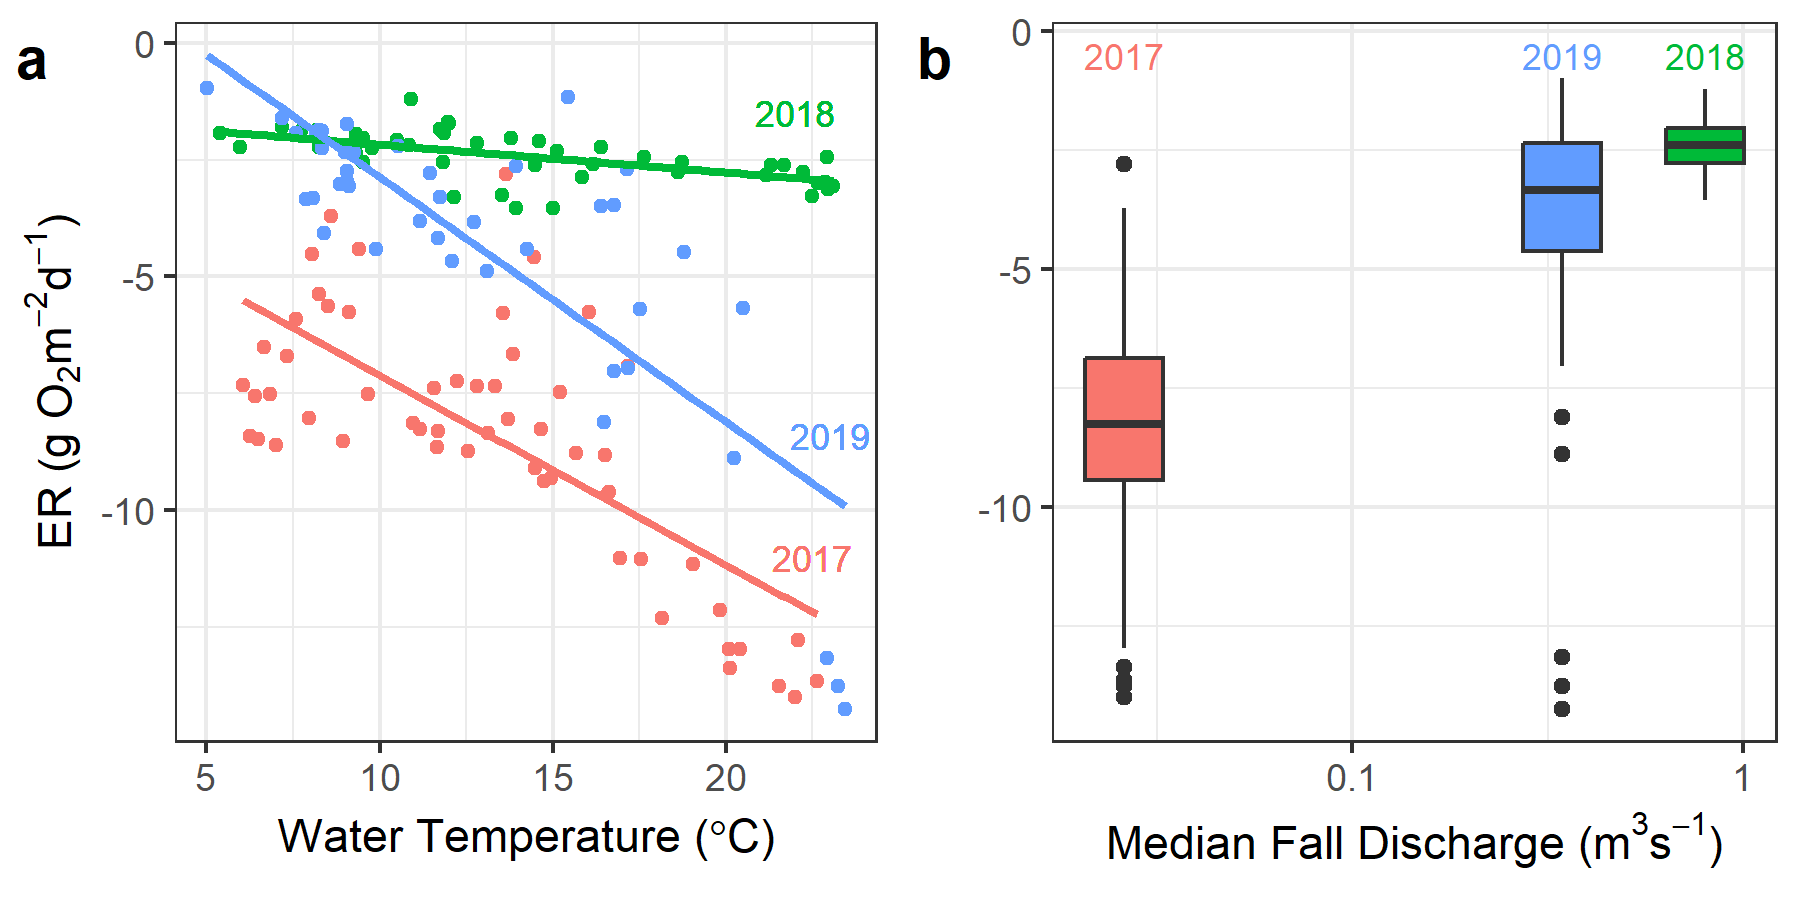 a
0
-5
-10
ER (g O₂m⁻²d⁻¹)
2018
2019
2017
5 10 15 20
Water Temperature (°C)
b
0
-5
-10
2017 2019 2018
0.1 1
Median Fall Discharge (m³s⁻¹)